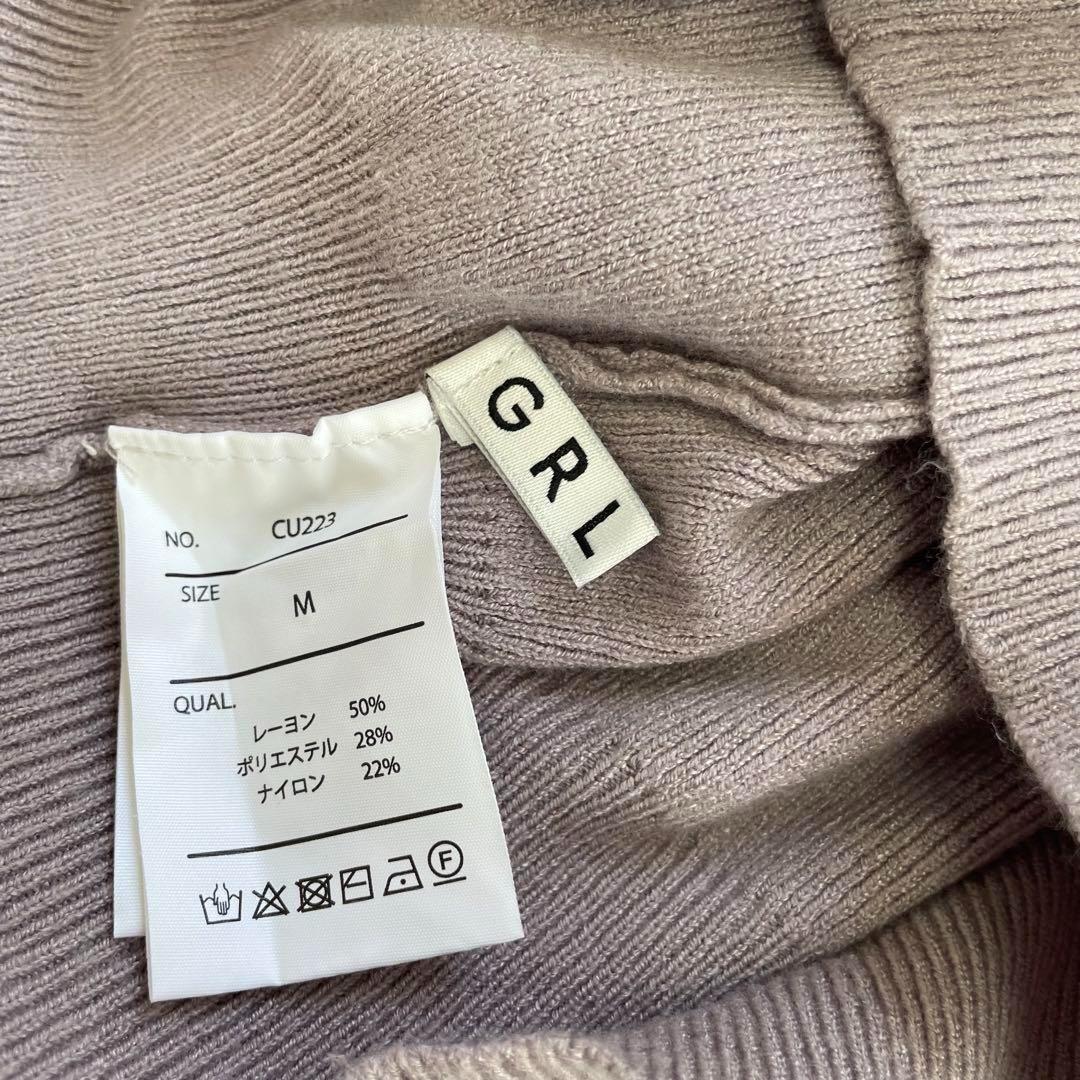 GRL
NO. CU223
SIZE M
QUAL.
レーヨン 50%
ポリエステル 28%
ナイロン 22%
F